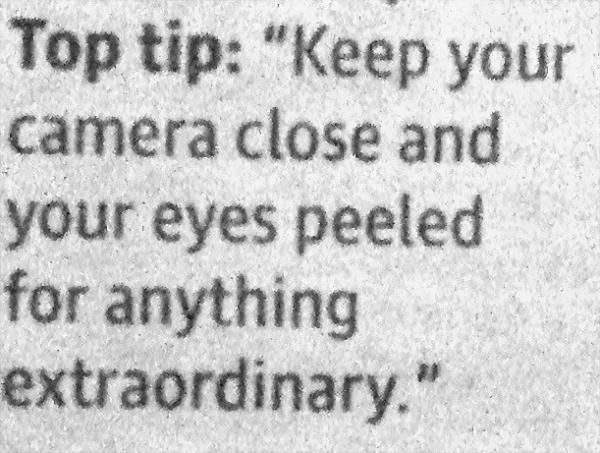 Top tip: “Keep your
camera close and
your eyes peeled
for anything
extraordinary.”